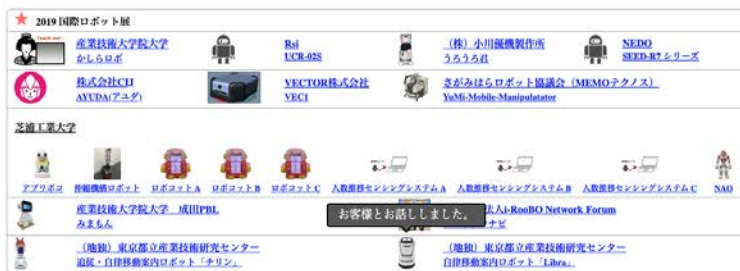 2019 国際ロボット展
産業技術大学院大学
かしらロボ
Rsi
UCR-02S
（株）小川優機製作所
うろうろ君
NEDO
SEED-R7 シリーズ
株式会社CIJ
AYUDA(アユダ)
VECTOR株式会社
VEC1
さがみはらロボット協議会（MEMOテクノス）
YuMi-Mobile-Manipulatator
芝浦工業大学
アプリポコ
伸縮機構ロボット
ロボコットA
ロボコットB
ロボコットC
人数推移センシングシステム A
人数推移センシングシステム B
人数推移センシングシステム C
NAO
産業技術大学院大学 成田PBL
みまもん
お客様とお話ししました。
法人i-RooBO Network Forum
ナビ
（地独）東京都立産業技術研究センター
追従・自律移動案内ロボット「チリン」
（地独）東京都立産業技術研究センター
自律移動案内ロボット「Libra」